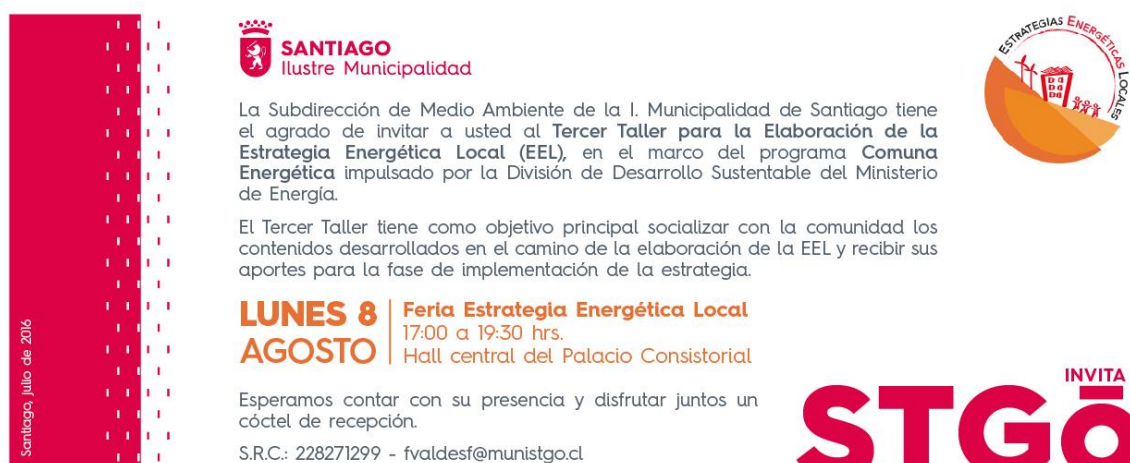 SANTIAGO
Ilustre Municipalidad
ESTRATEGIAS ENERGÉTICAS LOCALES
La Subdirección de Medio Ambiente de la I. Municipalidad de Santiago tiene
el agrado de invitar a usted al Tercer Taller para la Elaboración de la
Estrategia Energética Local (EEL), en el marco del programa Comuna
Energética impulsado por la División de Desarrollo Sustentable del Ministerio
de Energía.
El Tercer Taller tiene como objetivo principal socializar con la comunidad los
contenidos desarrollados en el camino de la elaboración de la EEL y recibir sus
aportes para la fase de implementación de la estrategia.
LUNES 8
AGOSTO
Feria Estrategia Energética Local
17:00 a 19:30 hrs.
Hall central del Palacio Consistorial
Esperamos contar con su presencia y disfrutar juntos un
cóctel de recepción.
S.R.C.: 228271299 - fvaldesf@munistgo.cl
Santiago, julio de 2016
INVITA
STGō